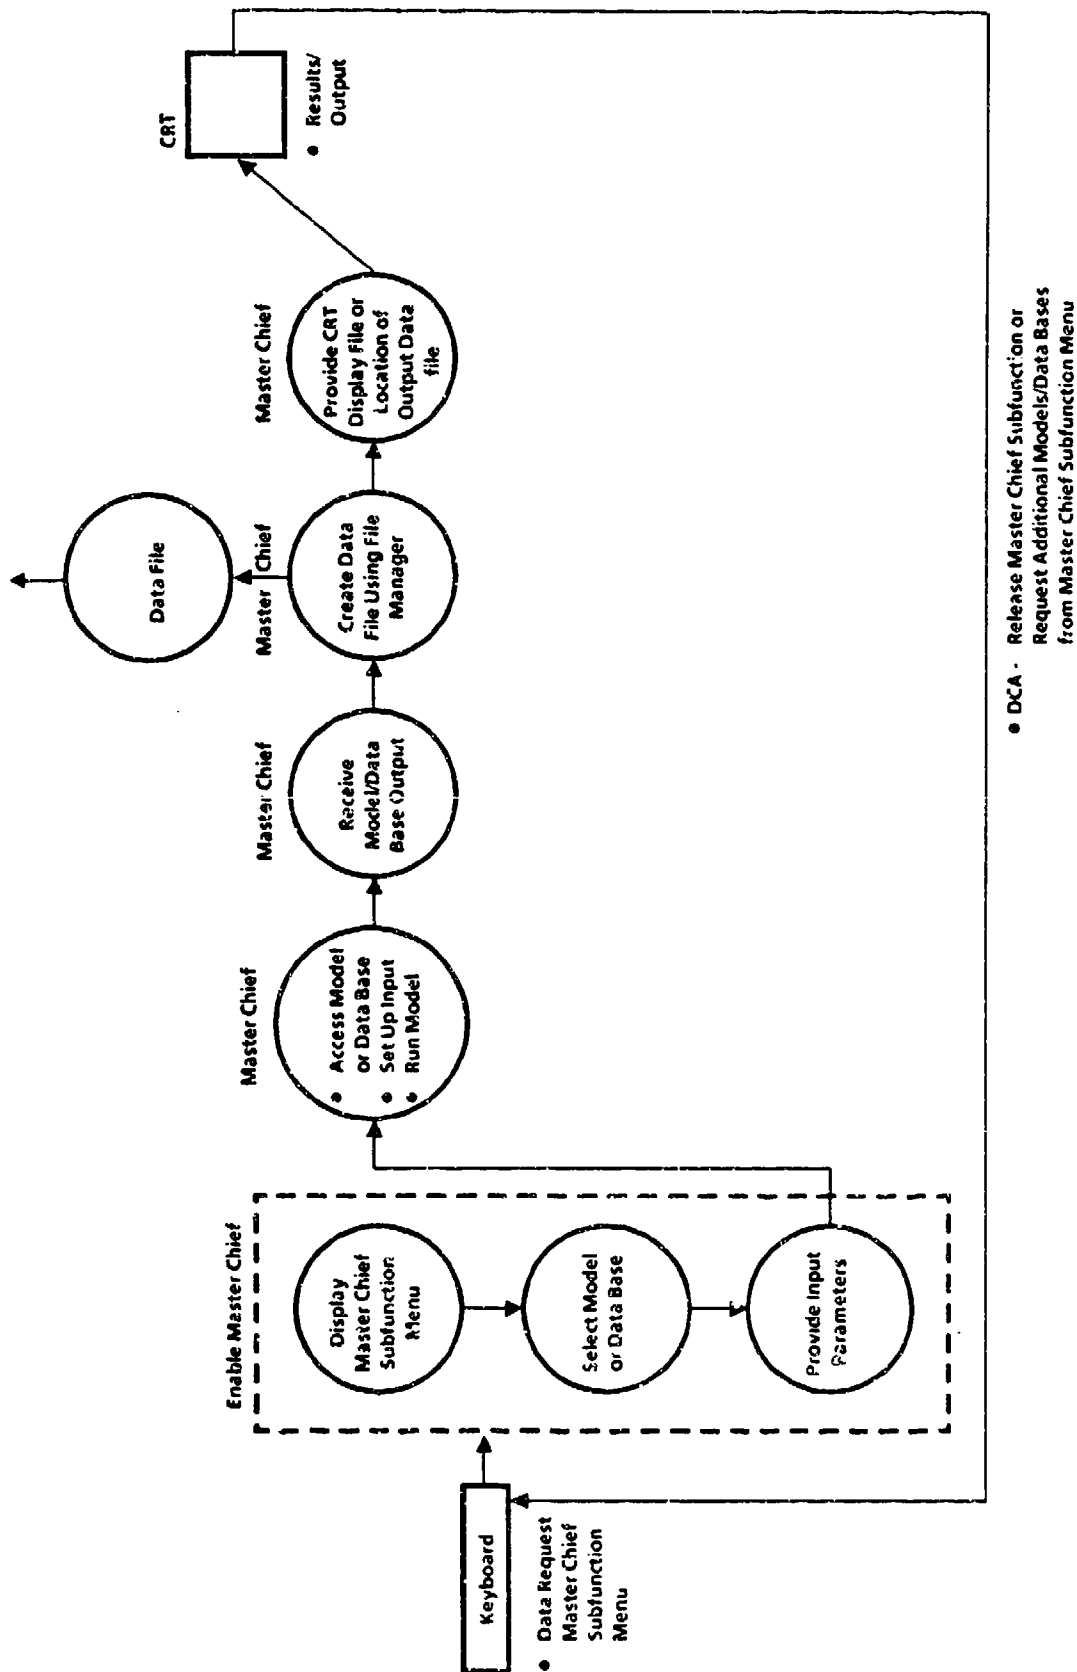 Keyboard
● Data Request
Master Chief
Subfunction
Menu
Enable Master Chief
Display
Master Chief
Subfunction
Menu
Select Model
or Data Base
Provide Input
Parameters
Master Chief
● Access Model
or Data Base
● Set Up Input
● Run Model
Master Chief
Receive
Model/Data
Base Output
Master Chief
Create Data
File Using File
Manager
Data File
Master Chief
Provide CRT
Display File or
Location of
Output Data
file
CRT
● Results/
Output
● DCA - Release Master Chief Subfunction or
Request Additional Models/Data Bases
from Master Chief Subfunction Menu